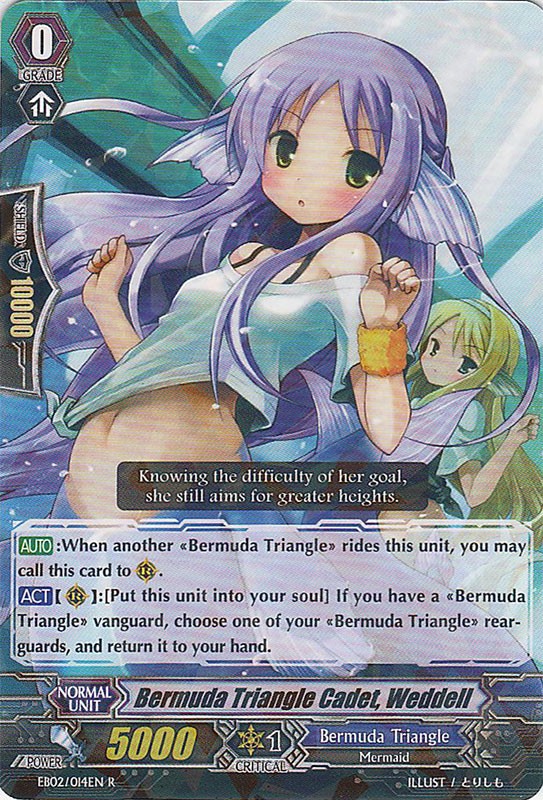 0
GRADE
SHIELD
10000
Knowing the difficulty of her goal,
she still aims for greater heights.
AUTO:When another «Bermuda Triangle» rides this unit, you may
call this card to R.
ACT【R】:[Put this unit into your soul] If you have a «Bermuda
Triangle» vanguard, choose one of your «Bermuda Triangle» rear-
guards, and return it to your hand.
NORMAL
UNIT
Bermuda Triangle Cadet, Weddell
POWER
5000
1
CRITICAL
Bermuda Triangle
Mermaid
EB02/014EN R
ILLUST / とりしも